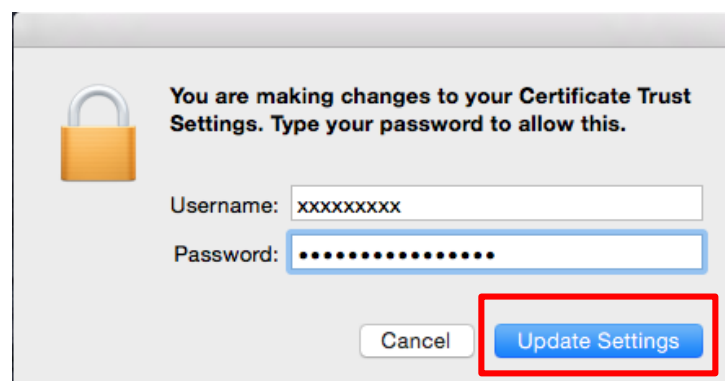 You are making changes to your Certificate Trust
Settings. Type your password to allow this.
Username: xxxxxxxxx
Password: ••••••••••••••••
Cancel Update Settings